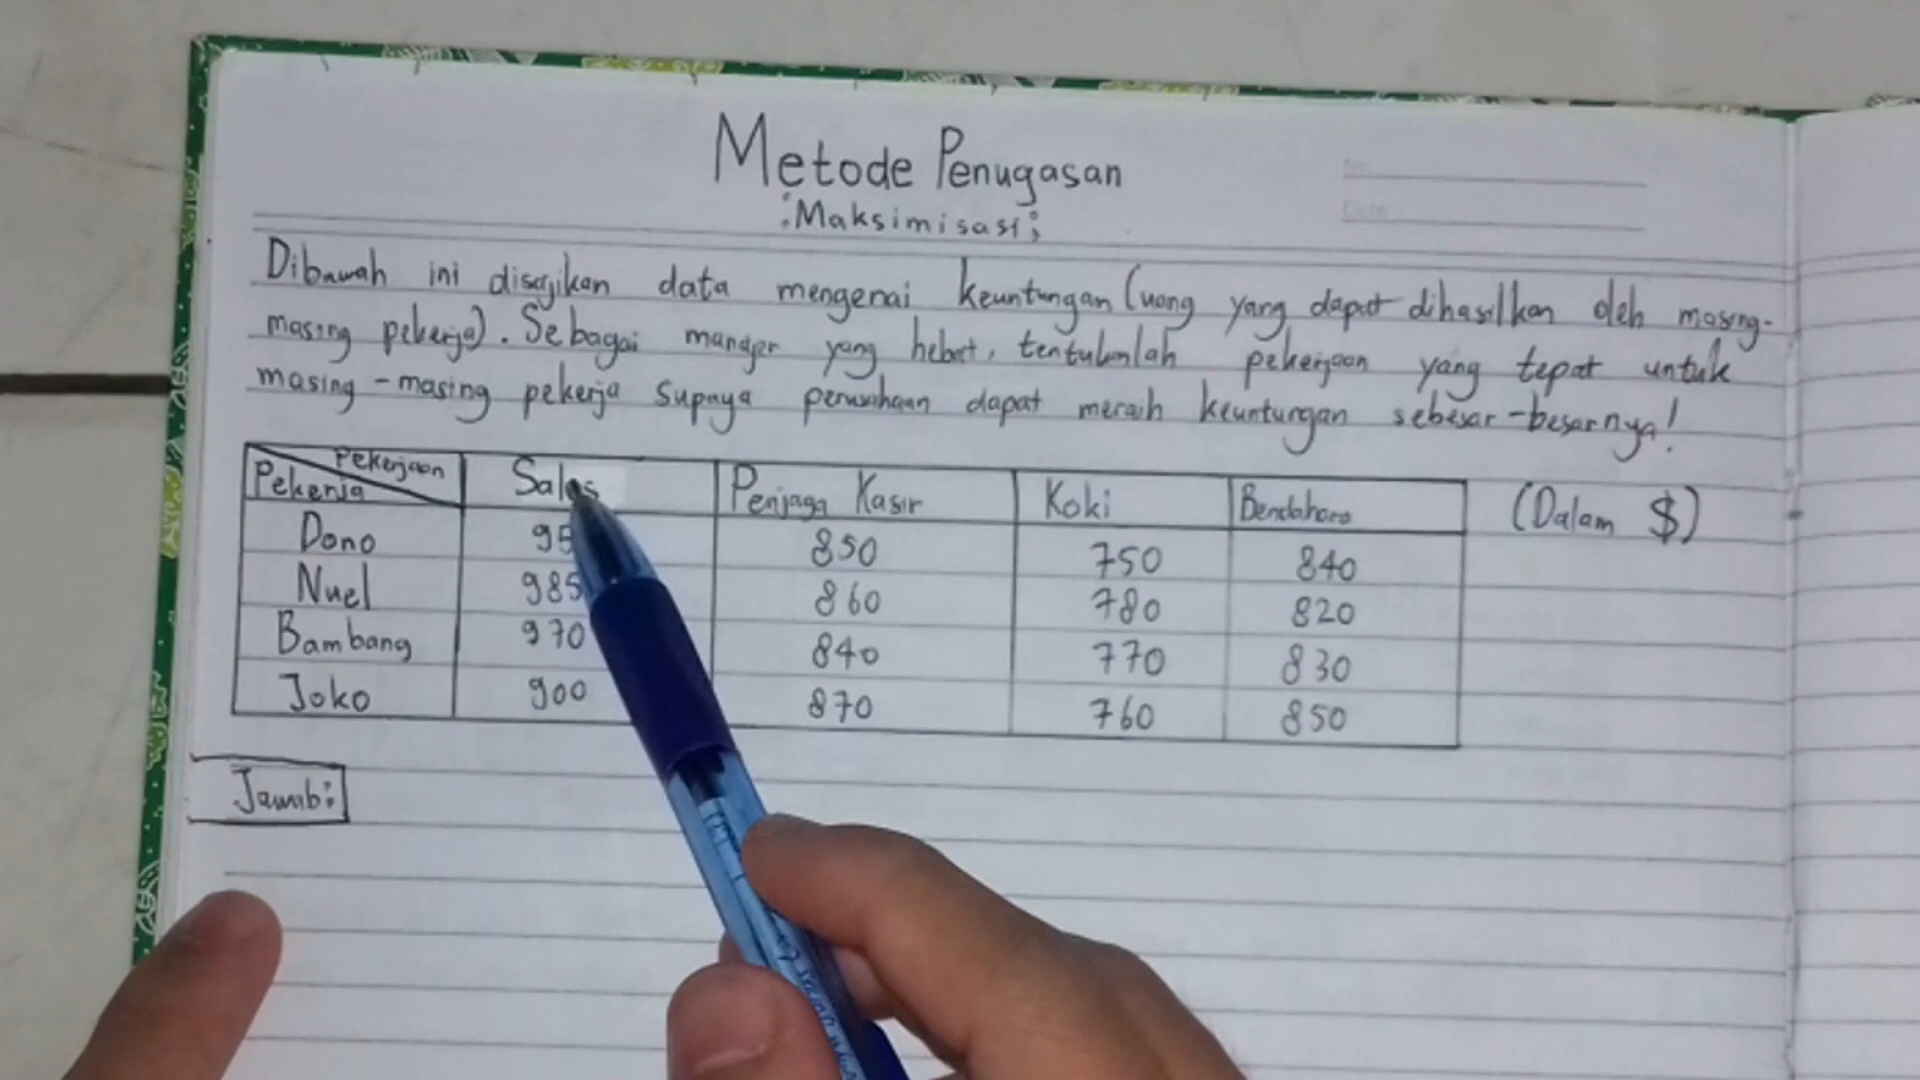 Metode Penugasan
:Maksimisasi:
Dibawah ini disajikan data mengenai keuntungan (uang yang dapat dihasilkan oleh masing-
masing pekerja). Sebagai manajer yang hebat, tentukanlah pekerjaan yang tepat untuk
masing-masing pekerja supaya perusahaan dapat meraih keuntungan sebesar-besarnya!
Pekerjaan
Pekerja Sales Penjaga Kasir Koki Bendahara (Dalam $)
Dono 850 750 840
Nuel 985 860 780 820
Bambang 970 840 770 830
Joko 900 870 760 850
Jawab: